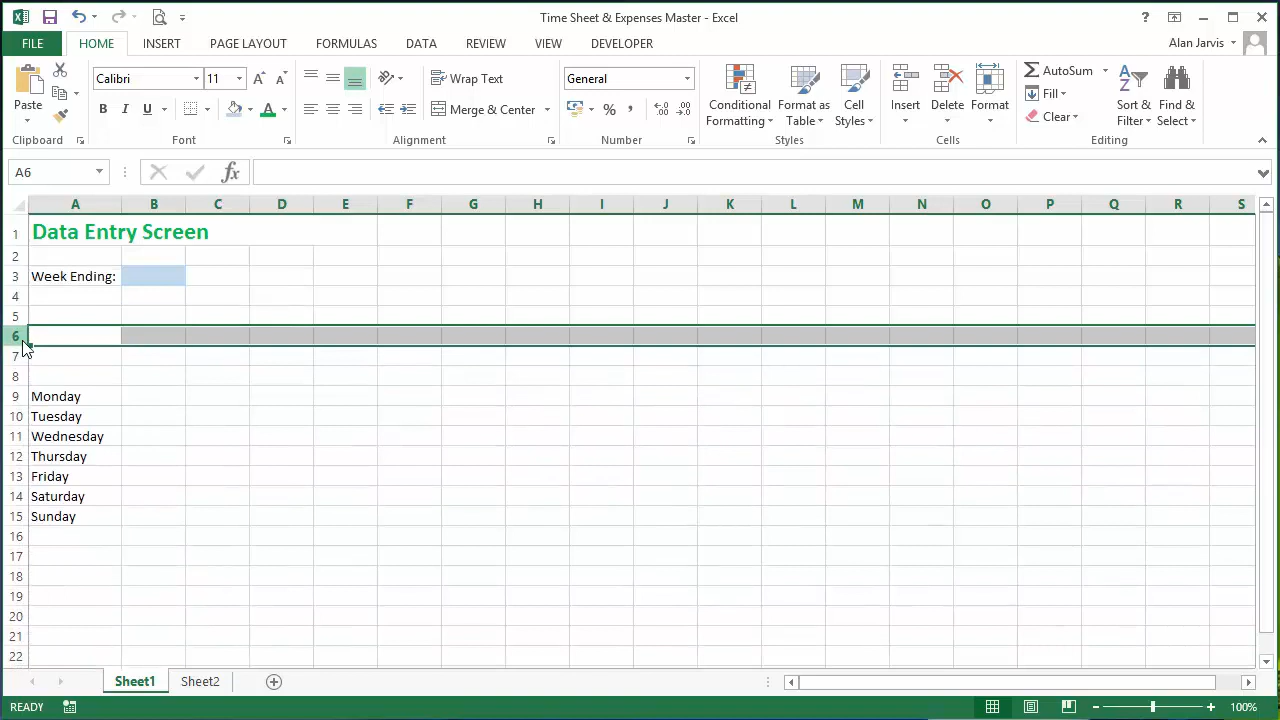 Time Sheet & Expenses Master - Excel
FILE HOME INSERT PAGE LAYOUT FORMULAS DATA REVIEW VIEW DEVELOPER Alan Jarvis
Paste
Clipboard
Calibri 11
B I U
Font
Wrap Text
Merge & Center
Alignment
General
%
Number
Conditional Formatting
Format as Table
Cell Styles
Styles
Insert Delete Format
Cells
AutoSum
Fill
Clear
Sort & Filter
Find & Select
Editing
A6 fx
A B C D E F G H I J K L M N O P Q R S
1 Data Entry Screen
2
3 Week Ending:
4
5
6
7
8
9 Monday
10 Tuesday
11 Wednesday
12 Thursday
13 Friday
14 Saturday
15 Sunday
16
17
18
19
20
21
22
Sheet1 Sheet2
READY 100%